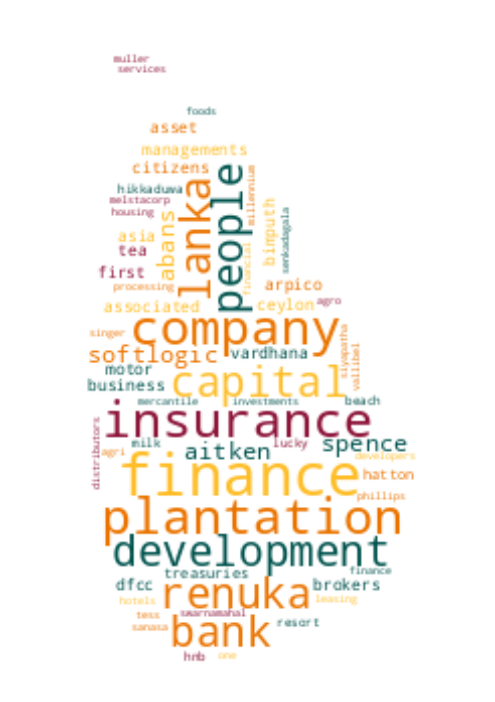 muller
services
foods
asset
managements
citizens
hikkaduwa
melstacorp
housing
lanka
people
millennium
abans
bimputh
senkadagala
asia
tea
financial
first
processing
arpico
associated
ceylon
agro
singer
company
siyapatha
vallibel
softlogic
vardhana
motor
business
capital
mercantile
investments
beach
insurance
distributors
milk
aitken
lucky
spence
agri
developers
finance
hatton
phillips
plantation
development
treasuries
finance
dfcc
renuka
brokers
hotels
leasing
tess
swarnamahal
sanasa
bank
resort
hnb
one